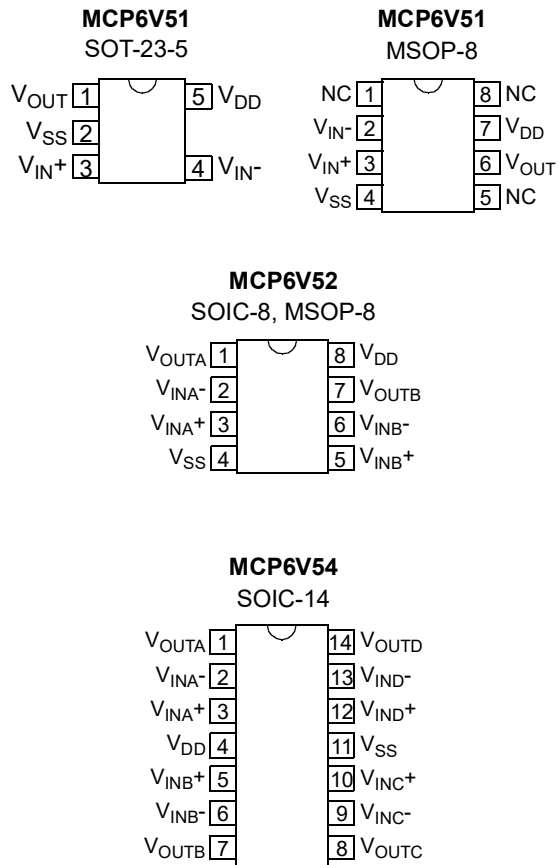 MCP6V51
SOT-23-5
VOUT 1 5 VDD
VSS 2
VIN+ 3 4 VIN-
MCP6V51
MSOP-8
NC 1 8 NC
VIN- 2 7 VDD
VIN+ 3 6 VOUT
VSS 4 5 NC
MCP6V52
SOIC-8, MSOP-8
VOUTA 1 8 VDD
VINA- 2 7 VOUTB
VINA+ 3 6 VINB-
VSS 4 5 VINB+
MCP6V54
SOIC-14
VOUTA 1 14 VOUTD
VINA- 2 13 VIND-
VINA+ 3 12 VIND+
VDD 4 11 VSS
VINB+ 5 10 VINC+
VINB- 6 9 VINC-
VOUTB 7 8 VOUTC